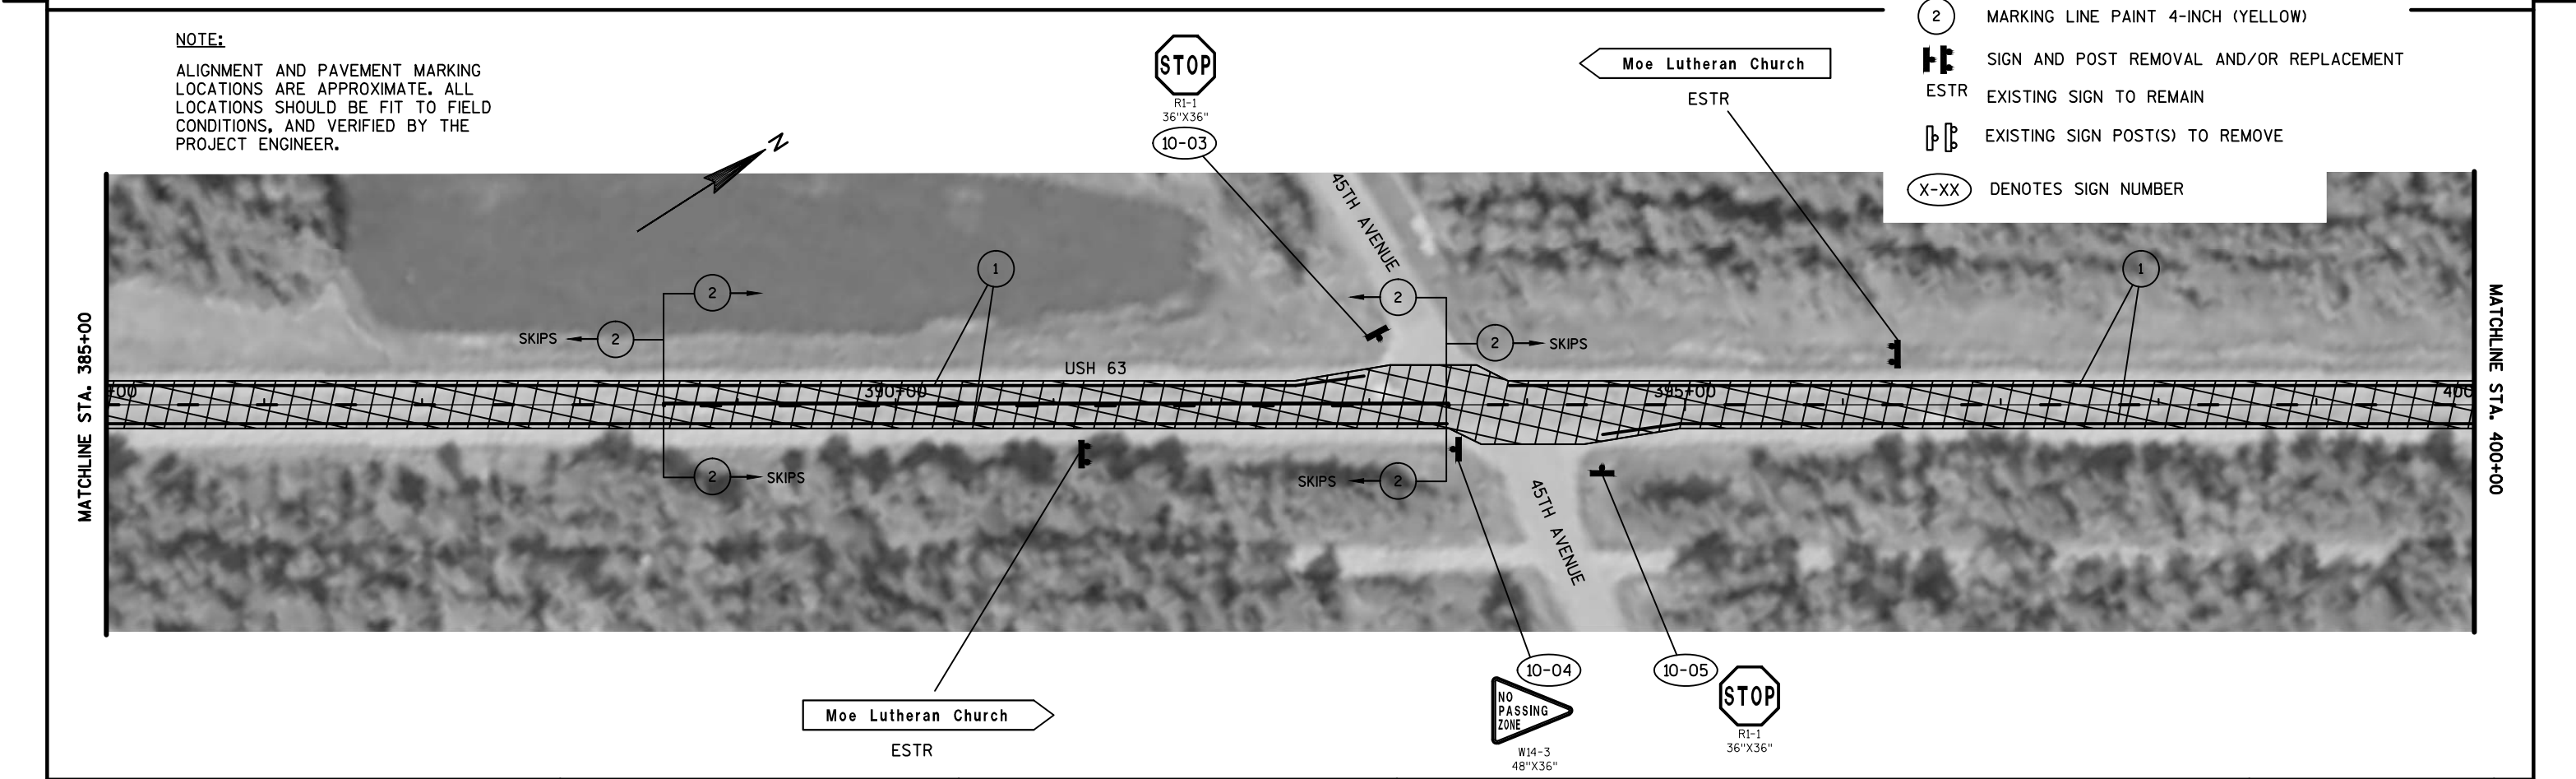 NOTE:
ALIGNMENT AND PAVEMENT MARKING
LOCATIONS ARE APPROXIMATE. ALL
LOCATIONS SHOULD BE FIT TO FIELD
CONDITIONS, AND VERIFIED BY THE
PROJECT ENGINEER.
N
STOP
R1-1
36"X36"
10-03
Moe Lutheran Church
ESTR
2 MARKING LINE PAINT 4-INCH (YELLOW)
SIGN AND POST REMOVAL AND/OR REPLACEMENT
ESTR EXISTING SIGN TO REMAIN
EXISTING SIGN POST(S) TO REMOVE
X-XX DENOTES SIGN NUMBER
MATCHLINE STA. 385+00
45TH AVENUE
1
1
2
2
SKIPS 2
2 SKIPS
USH 63
+00
390+00
395+00
400
2 SKIPS
SKIPS 2
45TH AVENUE
MATCHLINE STA. 400+00
10-04
NO
PASSING
ZONE
W14-3
48"X36"
10-05
STOP
R1-1
36"X36"
Moe Lutheran Church
ESTR